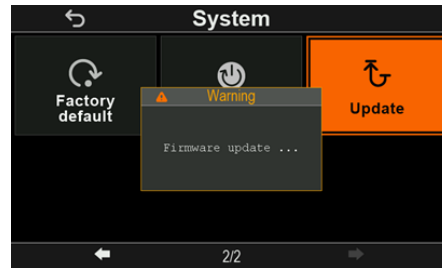 System
Factory
default
Update
Warning
Firmware update ...
2/2